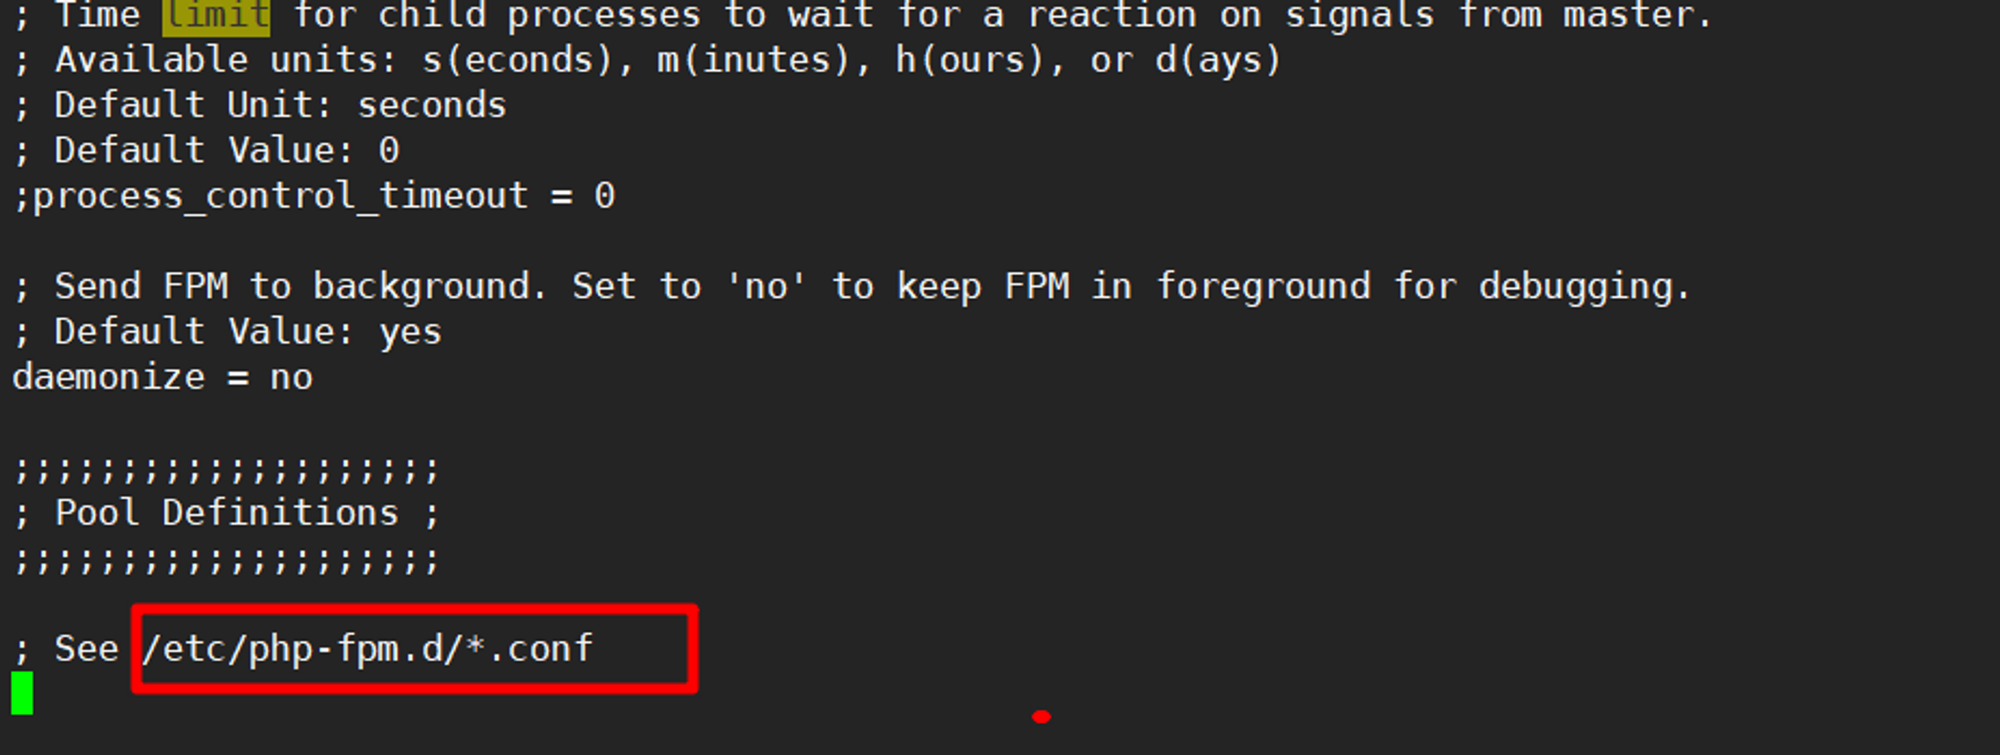 ; Time limit for child processes to wait for a reaction on signals from master.
; Available units: s(econds), m(inutes), h(ours), or d(ays)
; Default Unit: seconds
; Default Value: 0
;process_control_timeout = 0
; Send FPM to background. Set to 'no' to keep FPM in foreground for debugging.
; Default Value: yes
daemonize = no
;;;;;;;;;;;;;;;;;;;;
; Pool Definitions ;
;;;;;;;;;;;;;;;;;;;;
; See /etc/php-fpm.d/*.conf